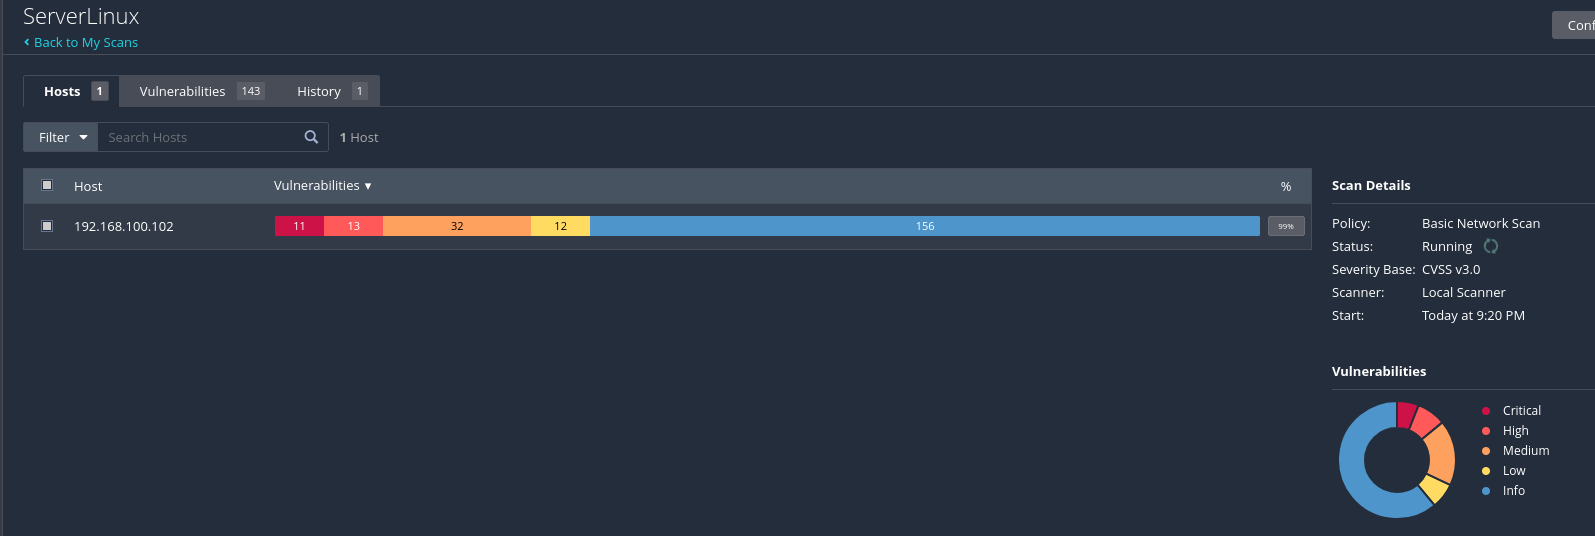 ServerLinux
Back to My Scans
Conf
Hosts 1 Vulnerabilities 143 History 1
Filter Search Hosts 1 Host
Host Vulnerabilities %
192.168.100.102 11 13 32 12 156 99%
Scan Details
Policy: Basic Network Scan
Status: Running
Severity Base: CVSS v3.0
Scanner: Local Scanner
Start: Today at 9:20 PM
Vulnerabilities
Critical
High
Medium
Low
Info